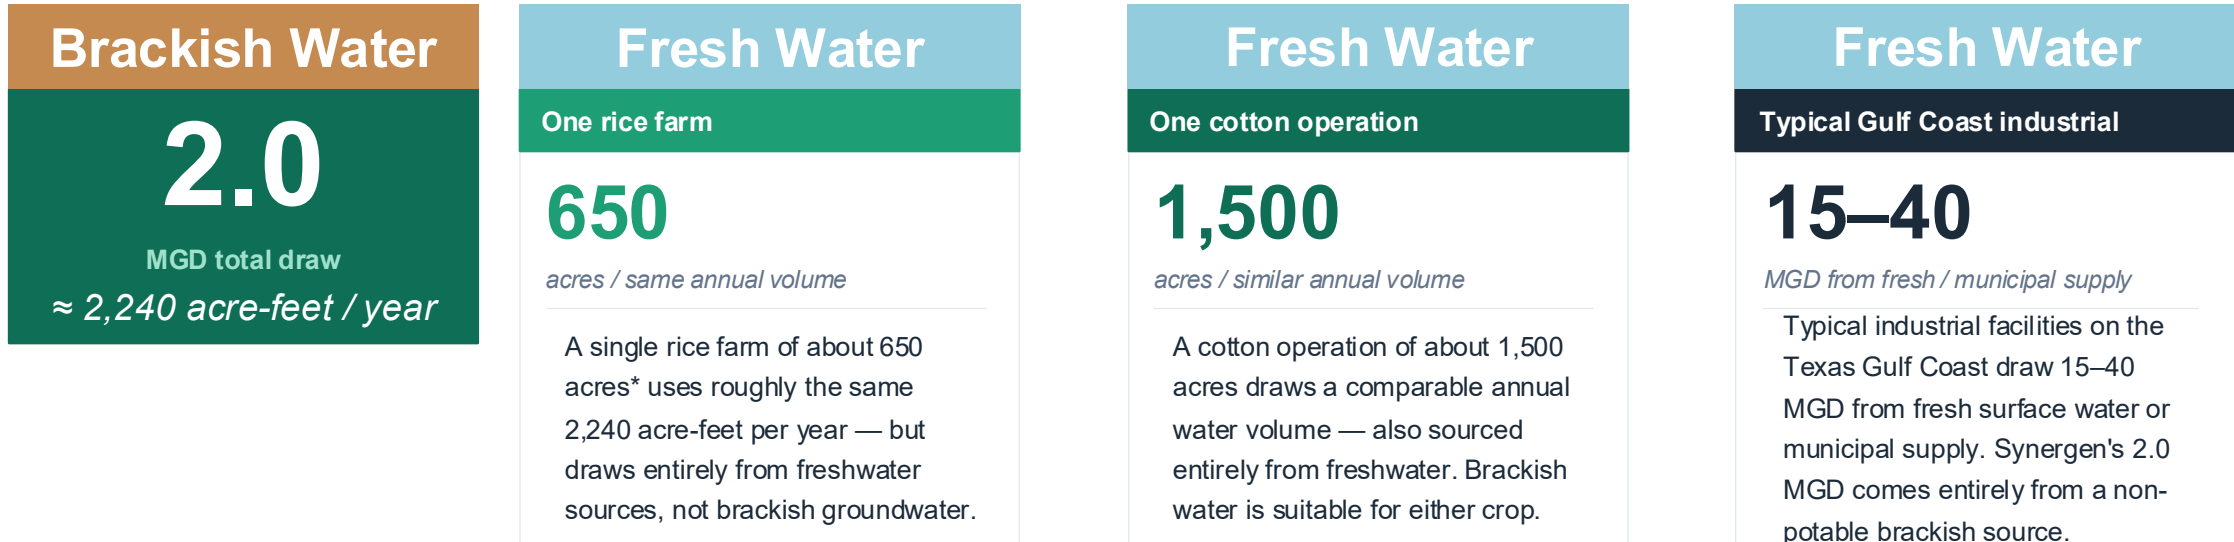 Brackish Water
2.0
MGD total draw
≈ 2,240 acre-feet / year
Fresh Water
One rice farm
650
acres / same annual volume
A single rice farm of about 650
acres* uses roughly the same
2,240 acre-feet per year — but
draws entirely from freshwater
sources, not brackish groundwater.
Fresh Water
One cotton operation
1,500
acres / similar annual volume
A cotton operation of about 1,500
acres draws a comparable annual
water volume — also sourced
entirely from freshwater. Brackish
water is suitable for either crop.
Fresh Water
Typical Gulf Coast industrial
15–40
MGD from fresh / municipal supply
Typical industrial facilities on the
Texas Gulf Coast draw 15–40
MGD from fresh surface water or
municipal supply. Synergen's 2.0
MGD comes entirely from a non-
potable brackish source.